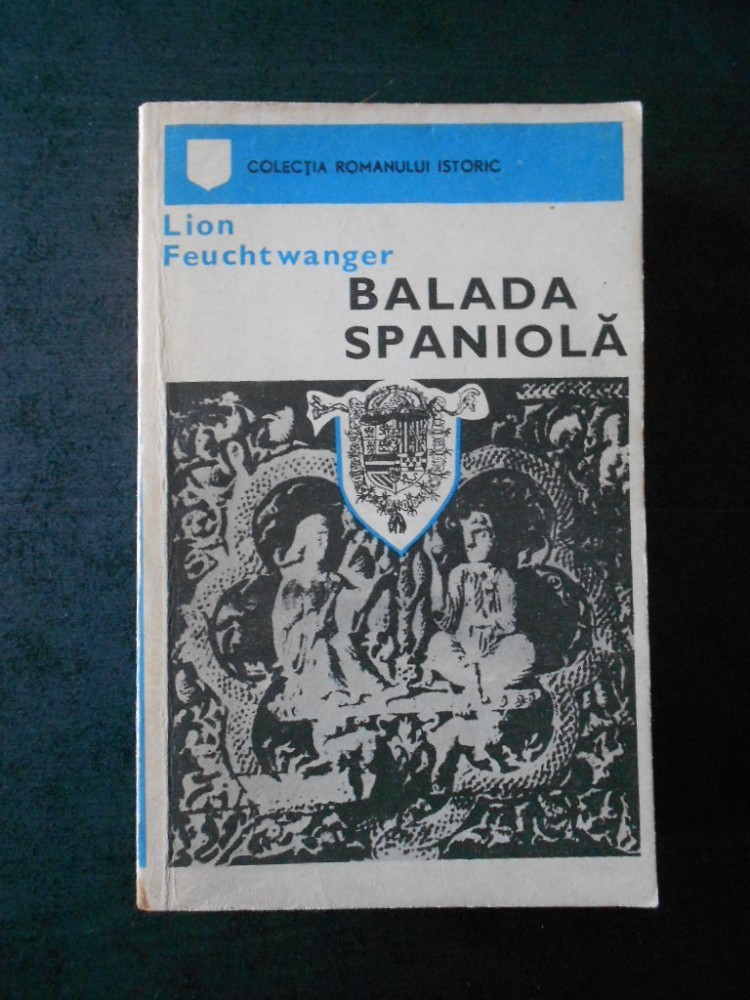 COLECȚIA ROMANULUI ISTORIC
Lion
Feuchtwanger
BALADA
SPANIOLĂ